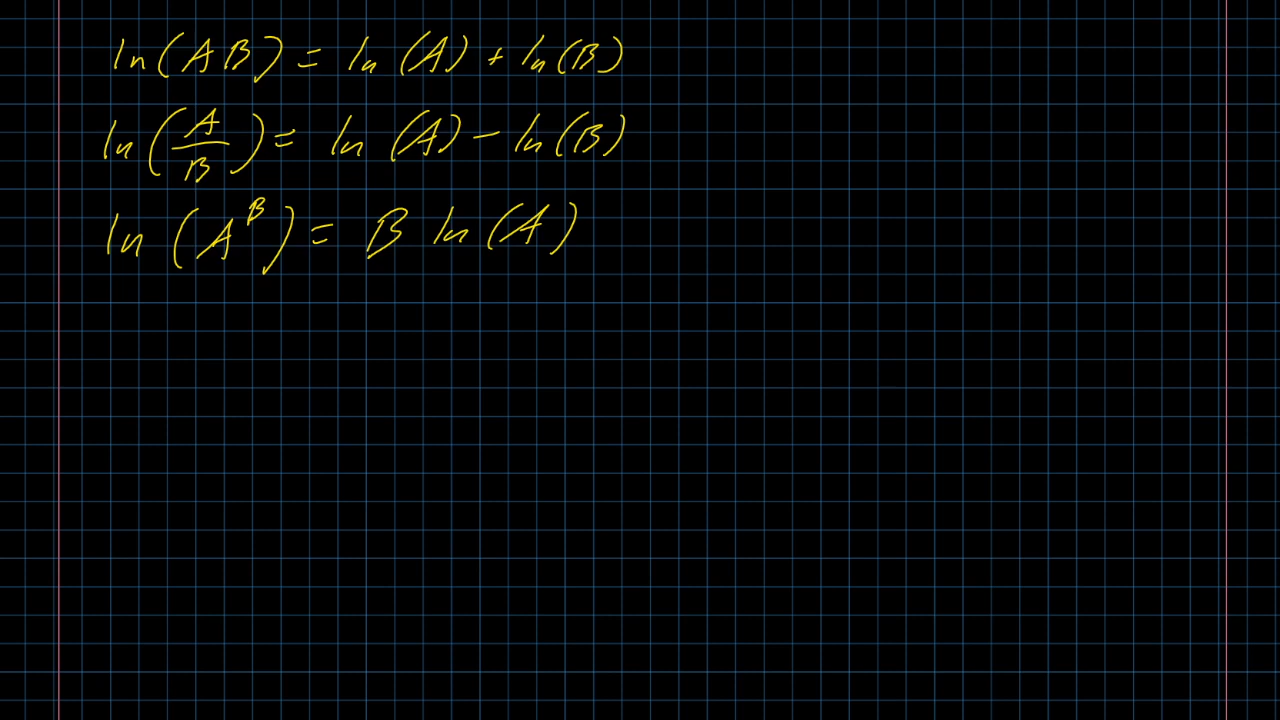 ln(AB) = ln(A) + ln(B)
ln(A/B) = ln(A) - ln(B)
ln(A^B) = B ln(A)